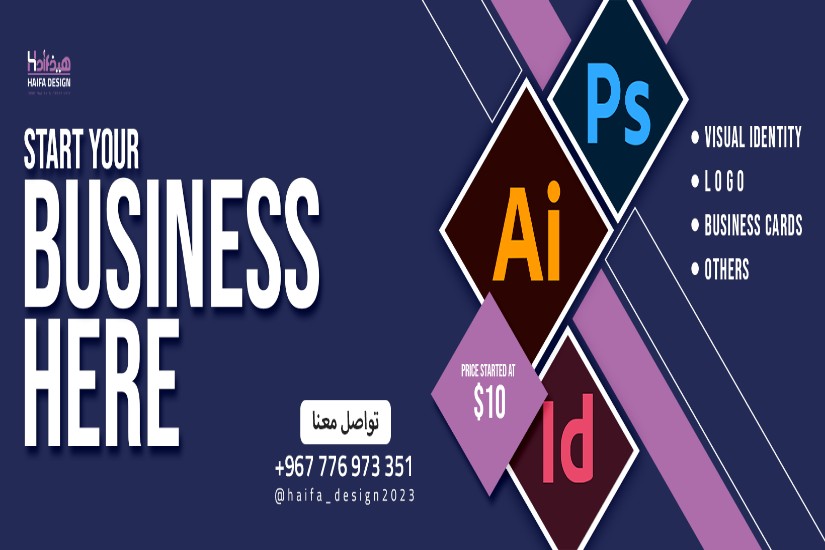 هيفاء
HAIFA DESIGN
START YOUR
BUSINESS
HERE
تواصل معنا
+967 776 973 351
@haifa_design2023
Ps
Ai
Id
PRICE STARTED AT
$10
VISUAL IDENTITY
LOGO
BUSINESS CARDS
OTHERS